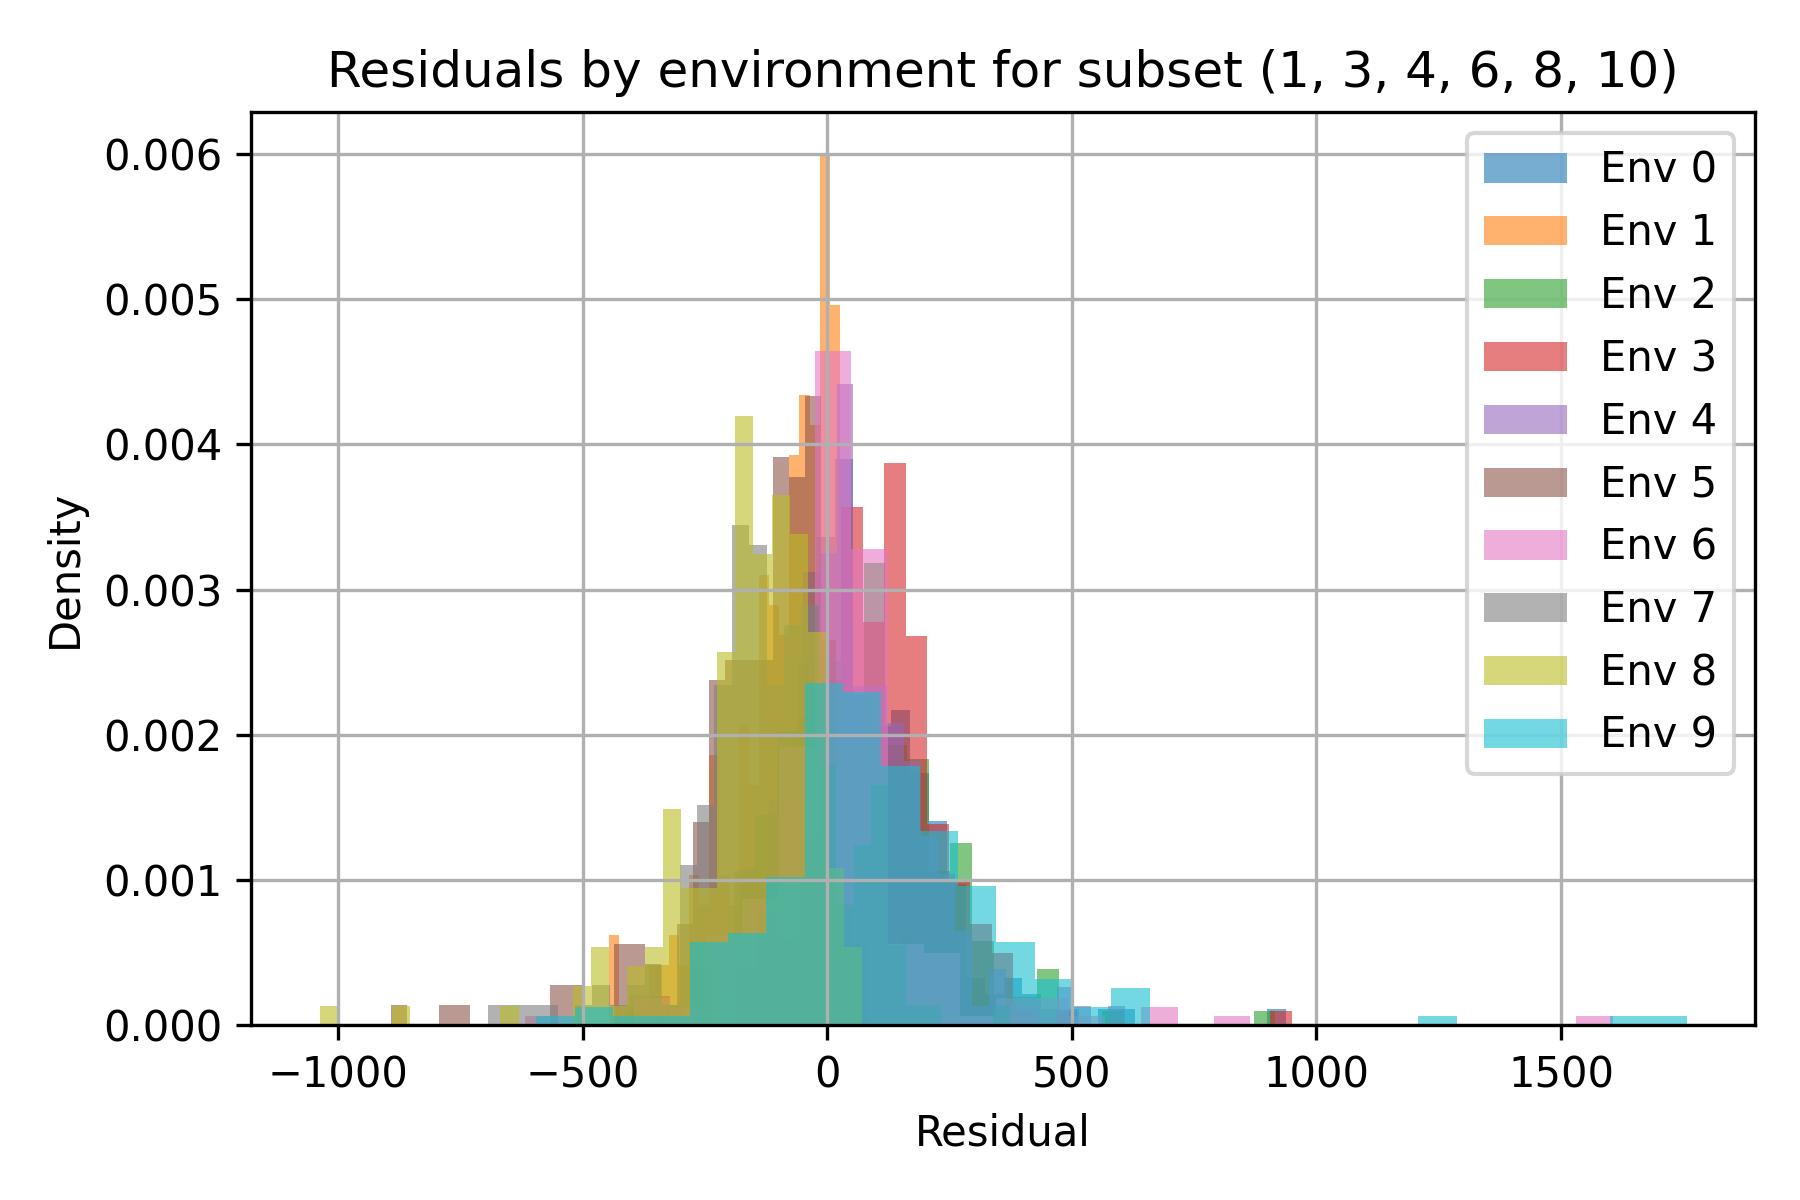 Residuals by environment for subset (1, 3, 4, 6, 8, 10)
0.006
0.005
0.004
0.003
0.002
0.001
0.000
Density
Env 0
Env 1
Env 2
Env 3
Env 4
Env 5
Env 6
Env 7
Env 8
Env 9
−1000 −500 0 500 1000 1500
Residual